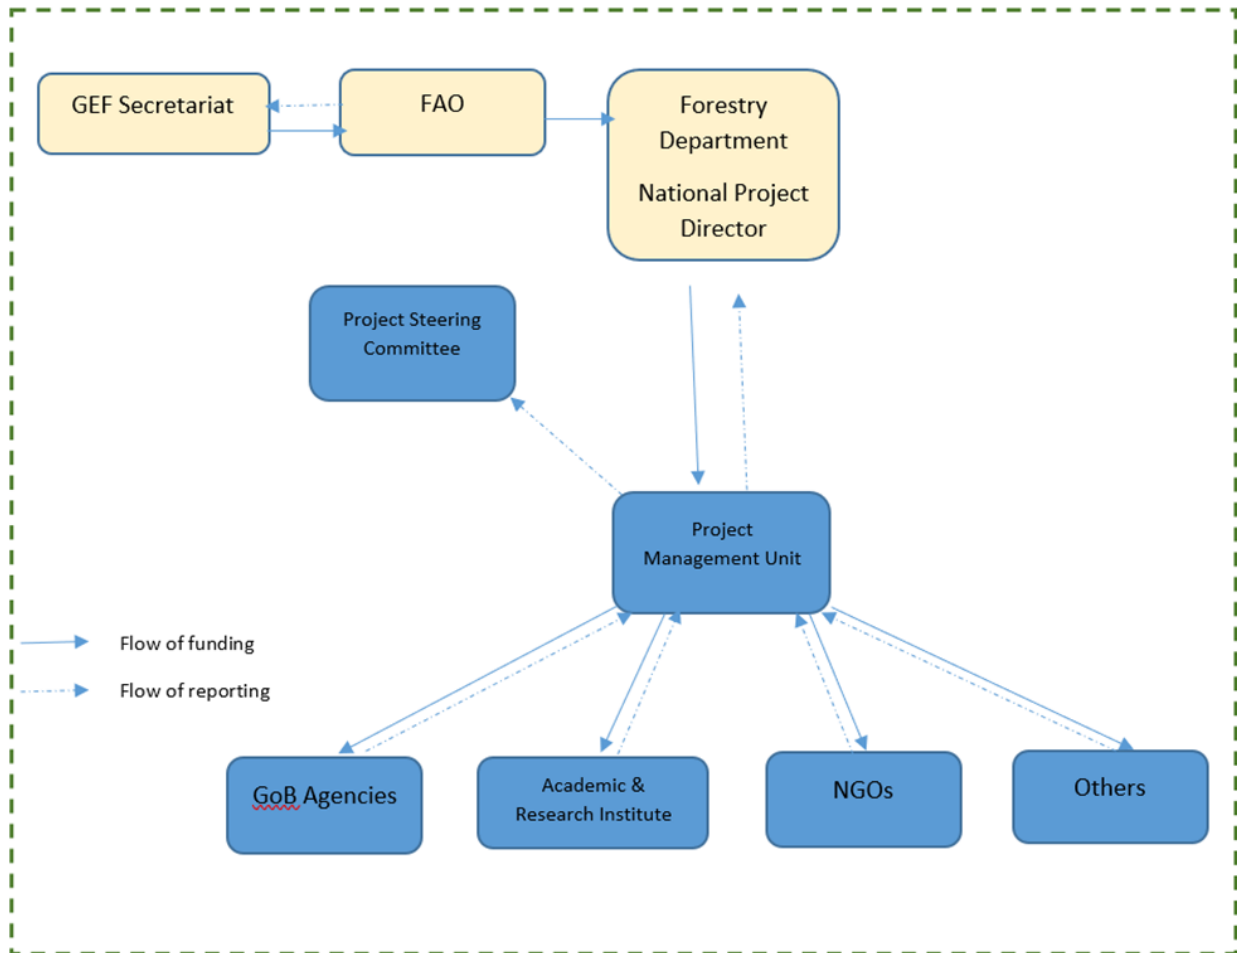 GEF Secretariat
FAO
Forestry
Department
National Project
Director
Project Steering
Committee
Project
Management Unit
Flow of funding
Flow of reporting
GoB Agencies
Academic &
Research Institute
NGOs
Others